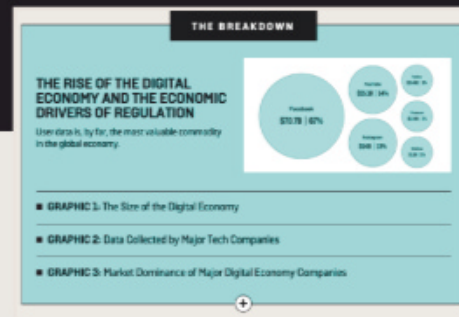 THE BREAKDOWN
THE RISE OF THE DIGITAL
ECONOMY AND THE ECONOMIC
DRIVERS OF REGULATION
User data is, by far, the most valuable commodity
in the global economy.
Facebook
$70.7B | 67%
■ GRAPHIC 1: The Size of the Digital Economy
■ GRAPHIC 2: Data Collected by Major Tech Companies
■ GRAPHIC 3: Market Dominance of Major Digital Economy Companies